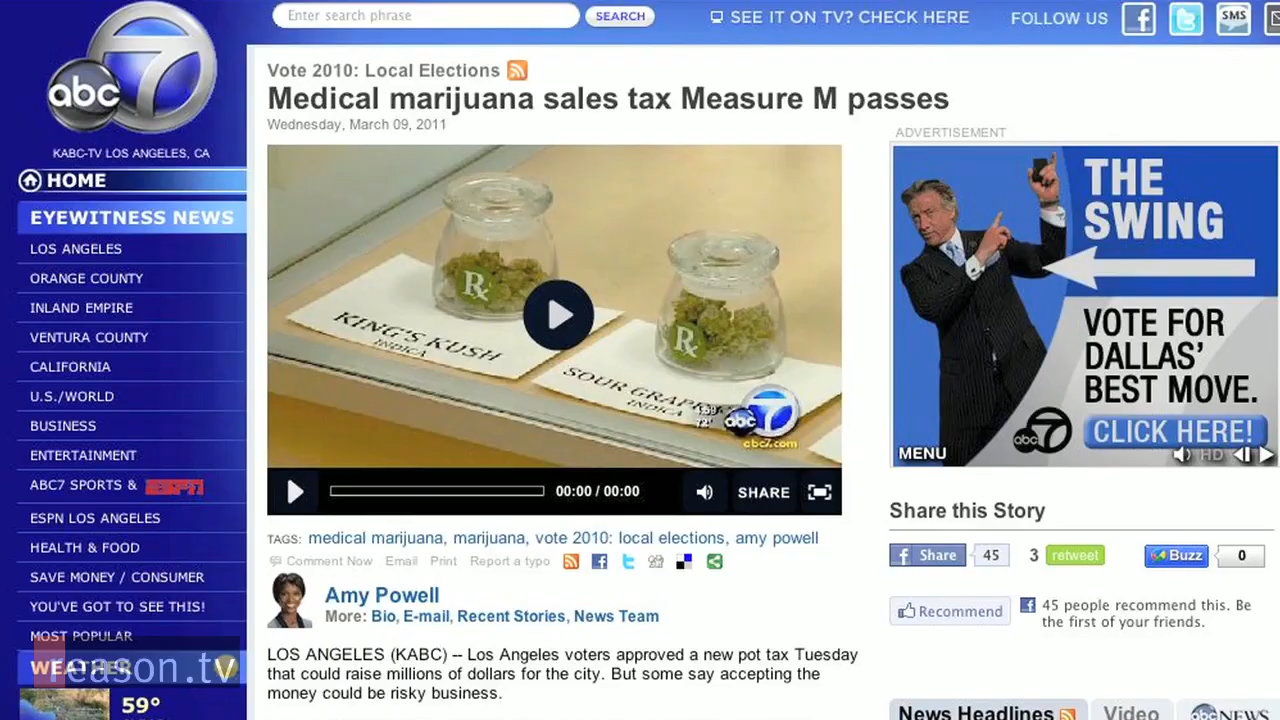 Enter search phrase
SEARCH
SEE IT ON TV? CHECK HERE
FOLLOW US
SMS
abc 7
KABC-TV LOS ANGELES, CA
HOME
EYEWITNESS NEWS
LOS ANGELES
ORANGE COUNTY
INLAND EMPIRE
VENTURA COUNTY
CALIFORNIA
U.S./WORLD
BUSINESS
ENTERTAINMENT
ABC7 SPORTS & ESPN
ESPN LOS ANGELES
HEALTH & FOOD
SAVE MONEY / CONSUMER
YOU'VE GOT TO SEE THIS!
MOST POPULAR
WEATHER
reason.tv
59°
Vote 2010: Local Elections
Medical marijuana sales tax Measure M passes
Wednesday, March 09, 2011
Rx
KING'S KUSH
INDICA
Rx
SOUR GRAPE
INDICA
abc 7
abc7.com
00:00 / 00:00
SHARE
TAGS: medical marijuana, marijuana, vote 2010: local elections, amy powell
Comment Now Email Print Report a typo
Amy Powell
More: Bio, E-mail, Recent Stories, News Team
LOS ANGELES (KABC) -- Los Angeles voters approved a new pot tax Tuesday
that could raise millions of dollars for the city. But some say accepting the
money could be risky business.
ADVERTISEMENT
THE
SWING
VOTE FOR
DALLAS'
BEST MOVE.
abc 7
CLICK HERE!
MENU
HD
Share this Story
Share 45
3 retweet
Buzz 0
Recommend
45 people recommend this. Be
the first of your friends.
News Headlines
Video
abc NEWS